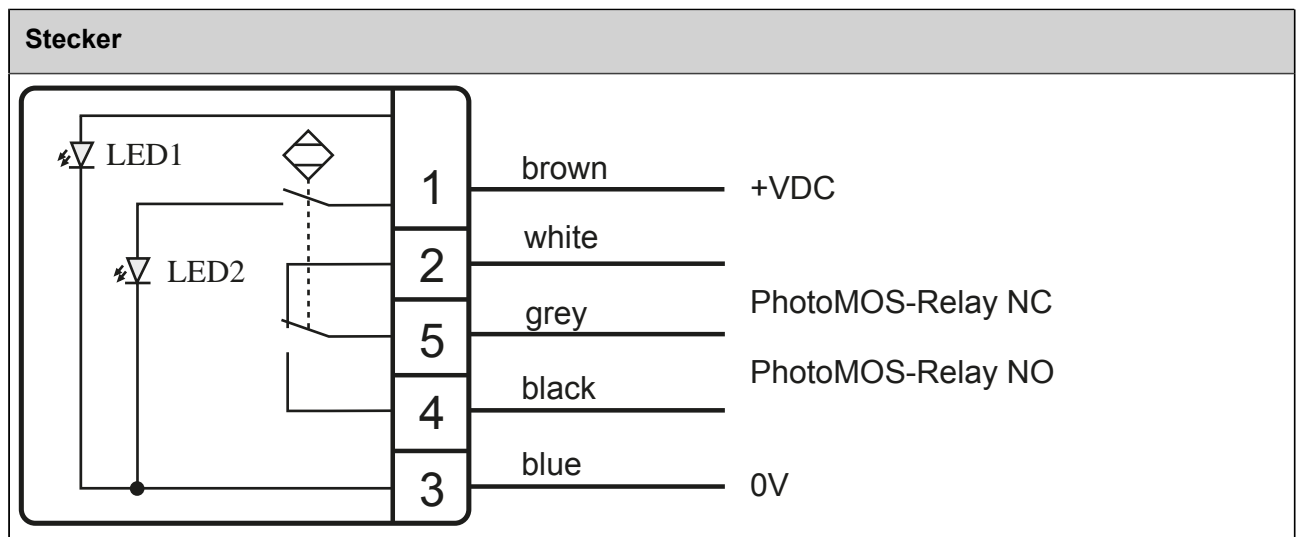 Stecker
LED1
LED2
1 brown +VDC
2 white
PhotoMOS-Relay NC
5 grey
PhotoMOS-Relay NO
4 black
3 blue 0V